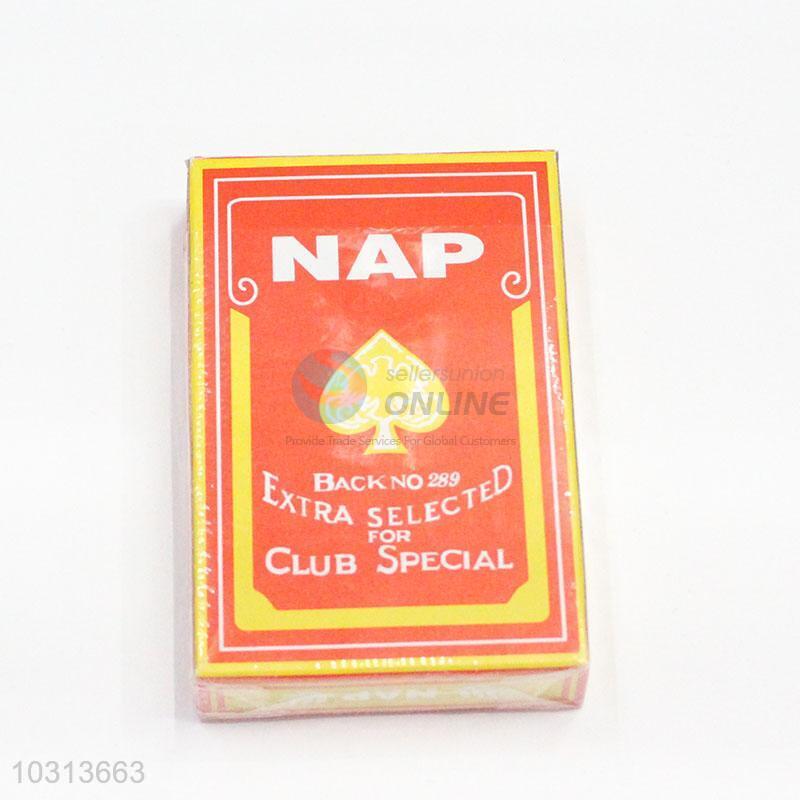 NAP
sellersunion
ONLINE
Provide Trade Services For Global Customers
BACK NO 289
EXTRA SELECTED
FOR
CLUB SPECIAL
10313663